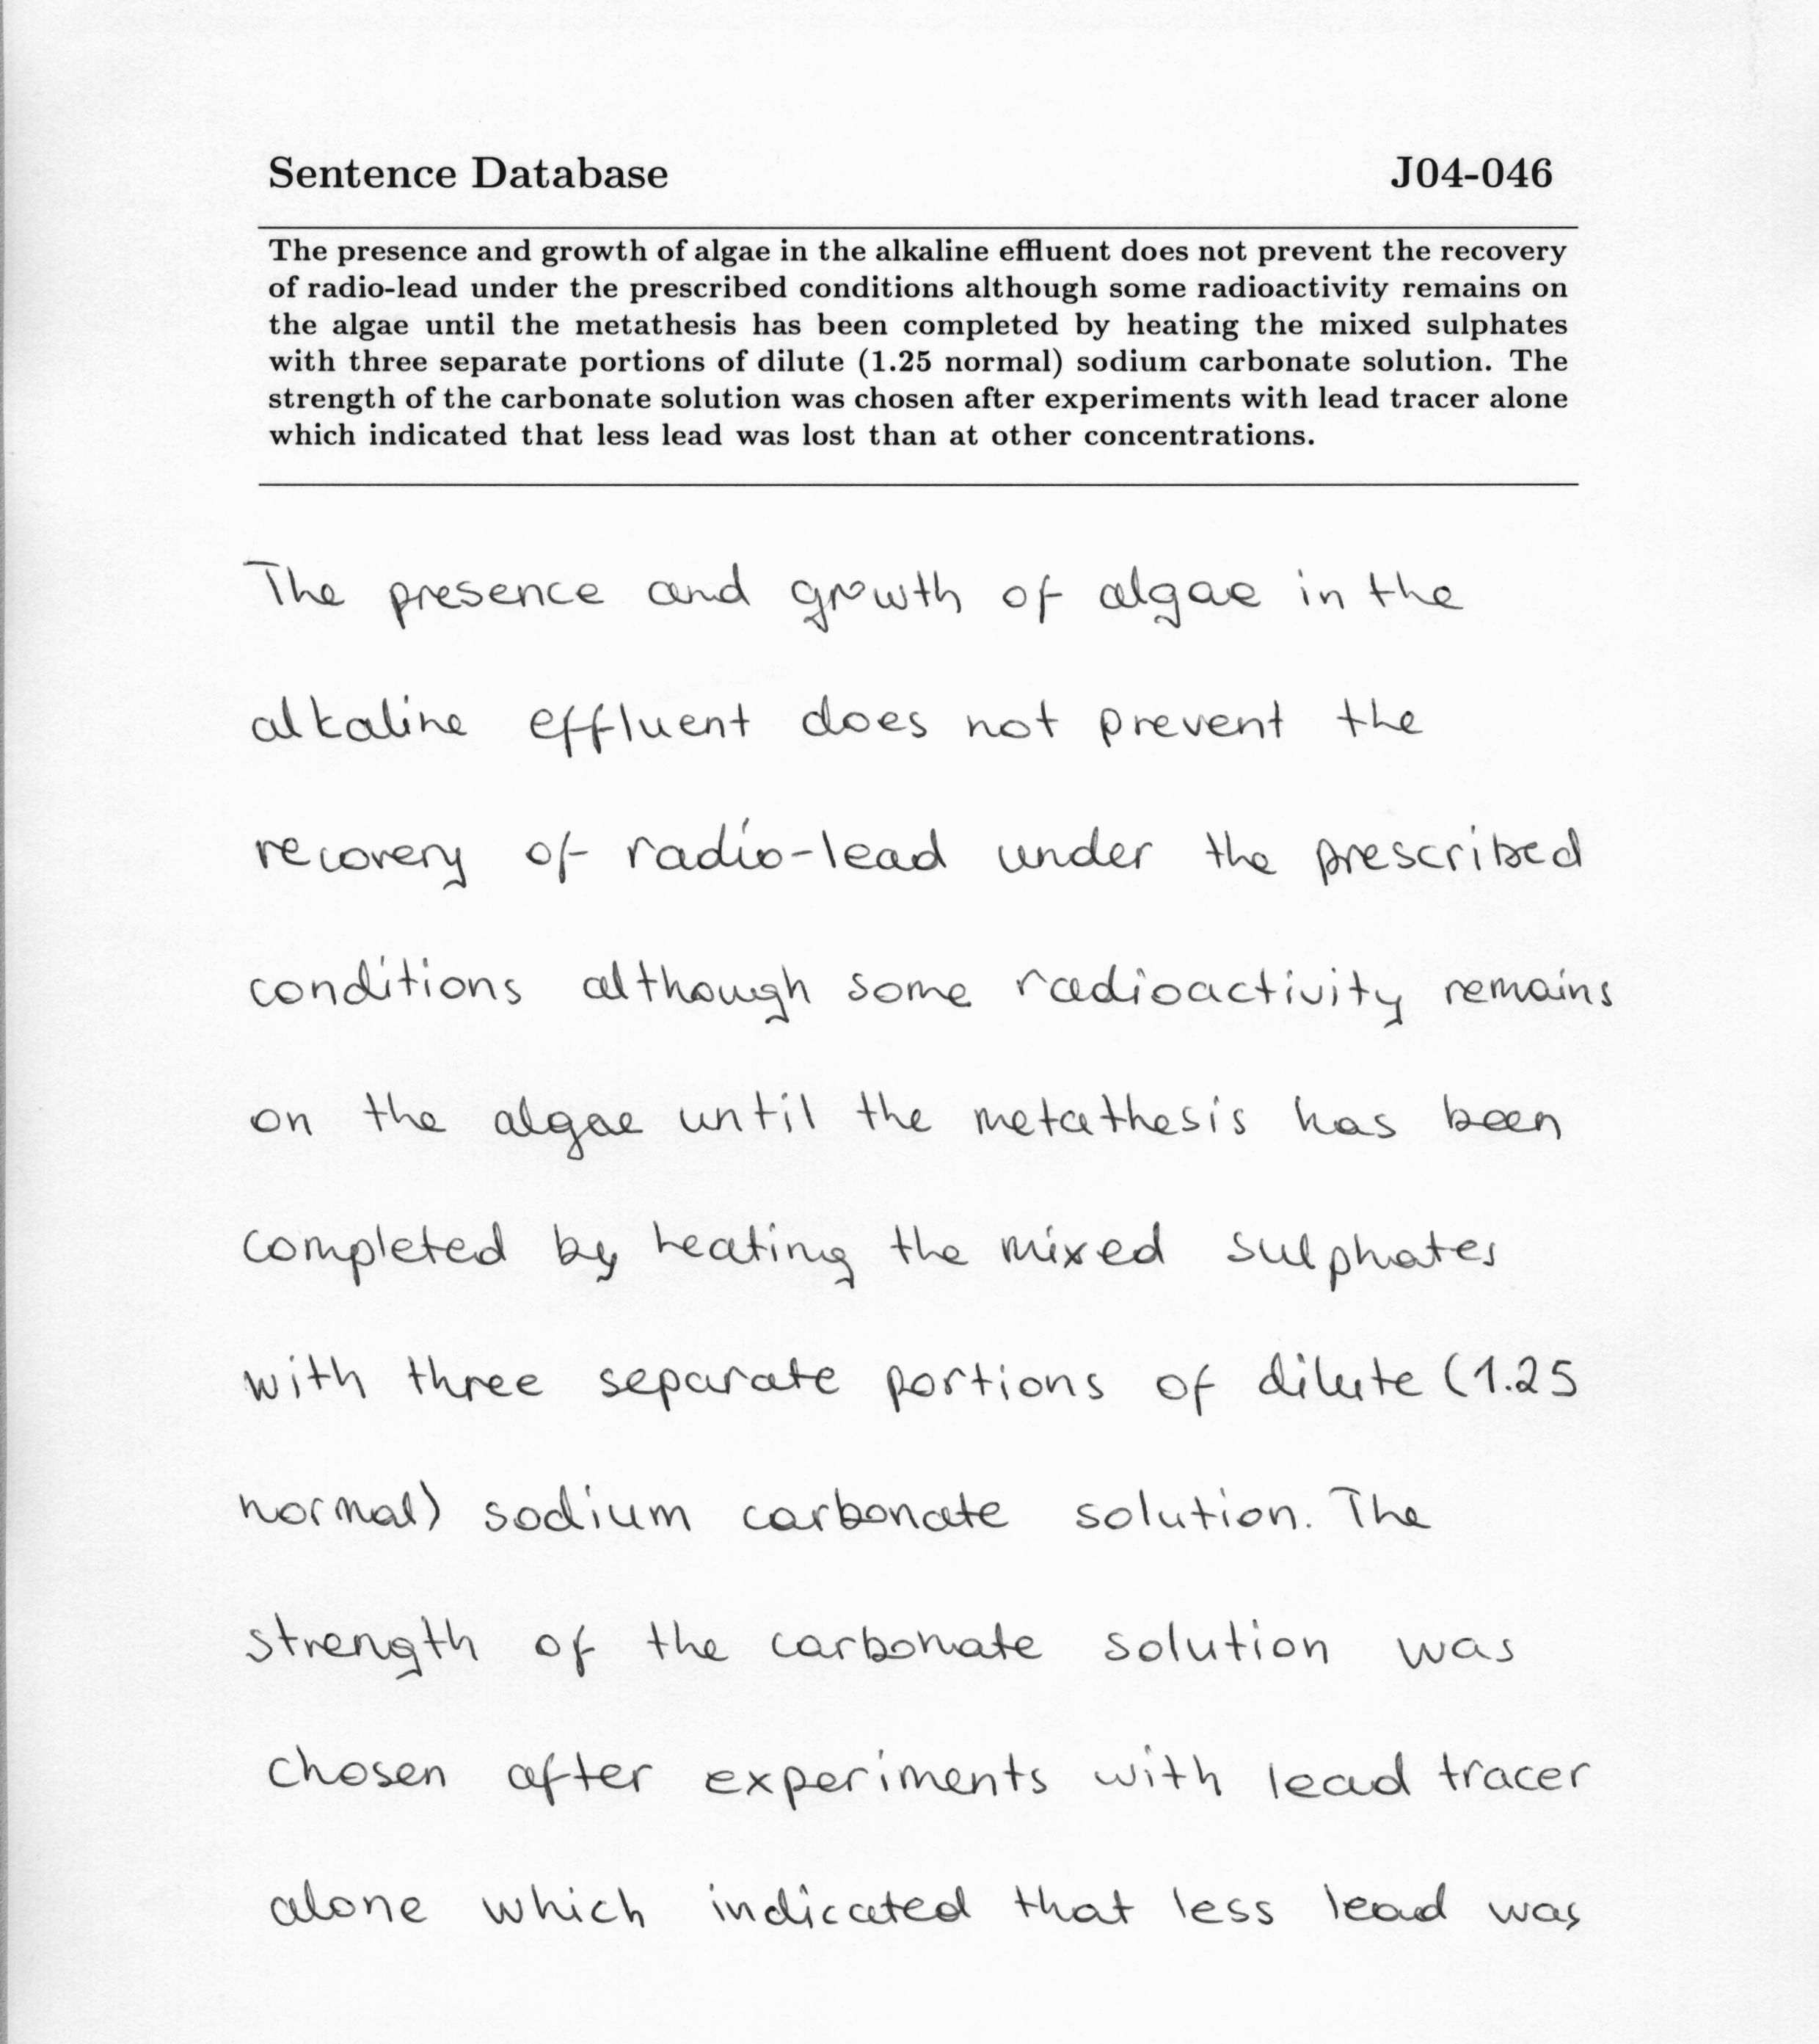 Sentence Database J04-046
The presence and growth of algae in the alkaline effluent does not prevent the recovery
of radio-lead under the prescribed conditions although some radioactivity remains on
the algae until the metathesis has been completed by heating the mixed sulphates
with three separate portions of dilute (1.25 normal) sodium carbonate solution. The
strength of the carbonate solution was chosen after experiments with lead tracer alone
which indicated that less lead was lost than at other concentrations.
The presence and growth of algae in the
alkaline effluent does not prevent the
recovery of radio-lead under the prescribed
conditions although some radioactivity remains
on the algae until the metathesis has been
completed by heating the mixed sulphates
with three separate portions of dilute (1.25
normal) sodium carbonate solution. The
strength of the carbonate solution was
chosen after experiments with lead tracer
alone which indicated that less lead was